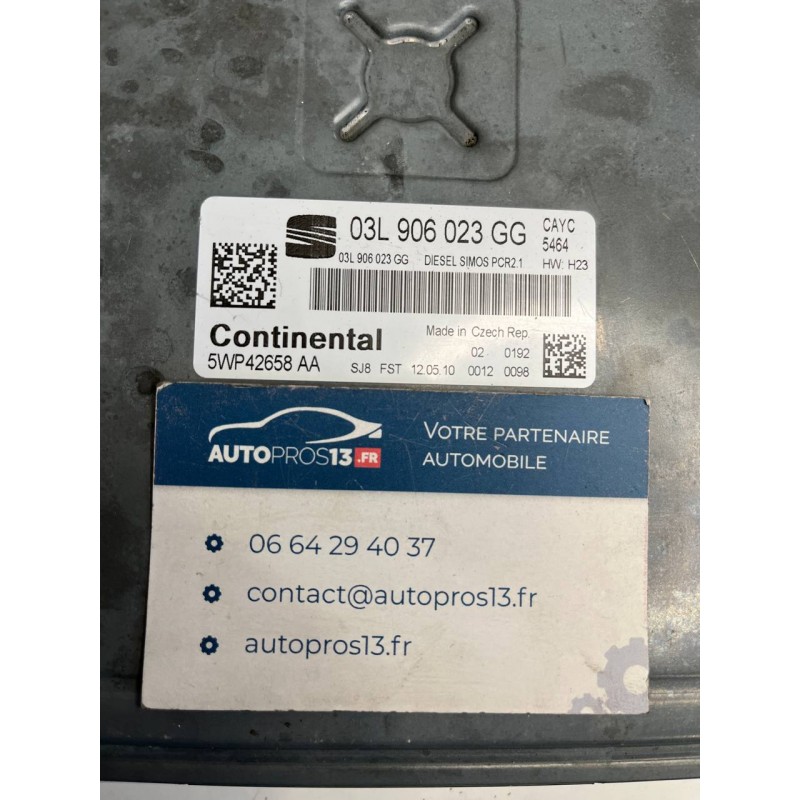 03L 906 023 GG CAYC
5464
03L 906 023 GG DIESEL SIMOS PCR2.1 HW: H23
Continental Made in Czech Rep.
02 0192
5WP42658 AA SJ8 FST 12.05.10 0012 0098
AUTOPROS13.FR
VOTRE PARTENAIRE
AUTOMOBILE
06 64 29 40 37
contact@autopros13.fr
autopros13.fr